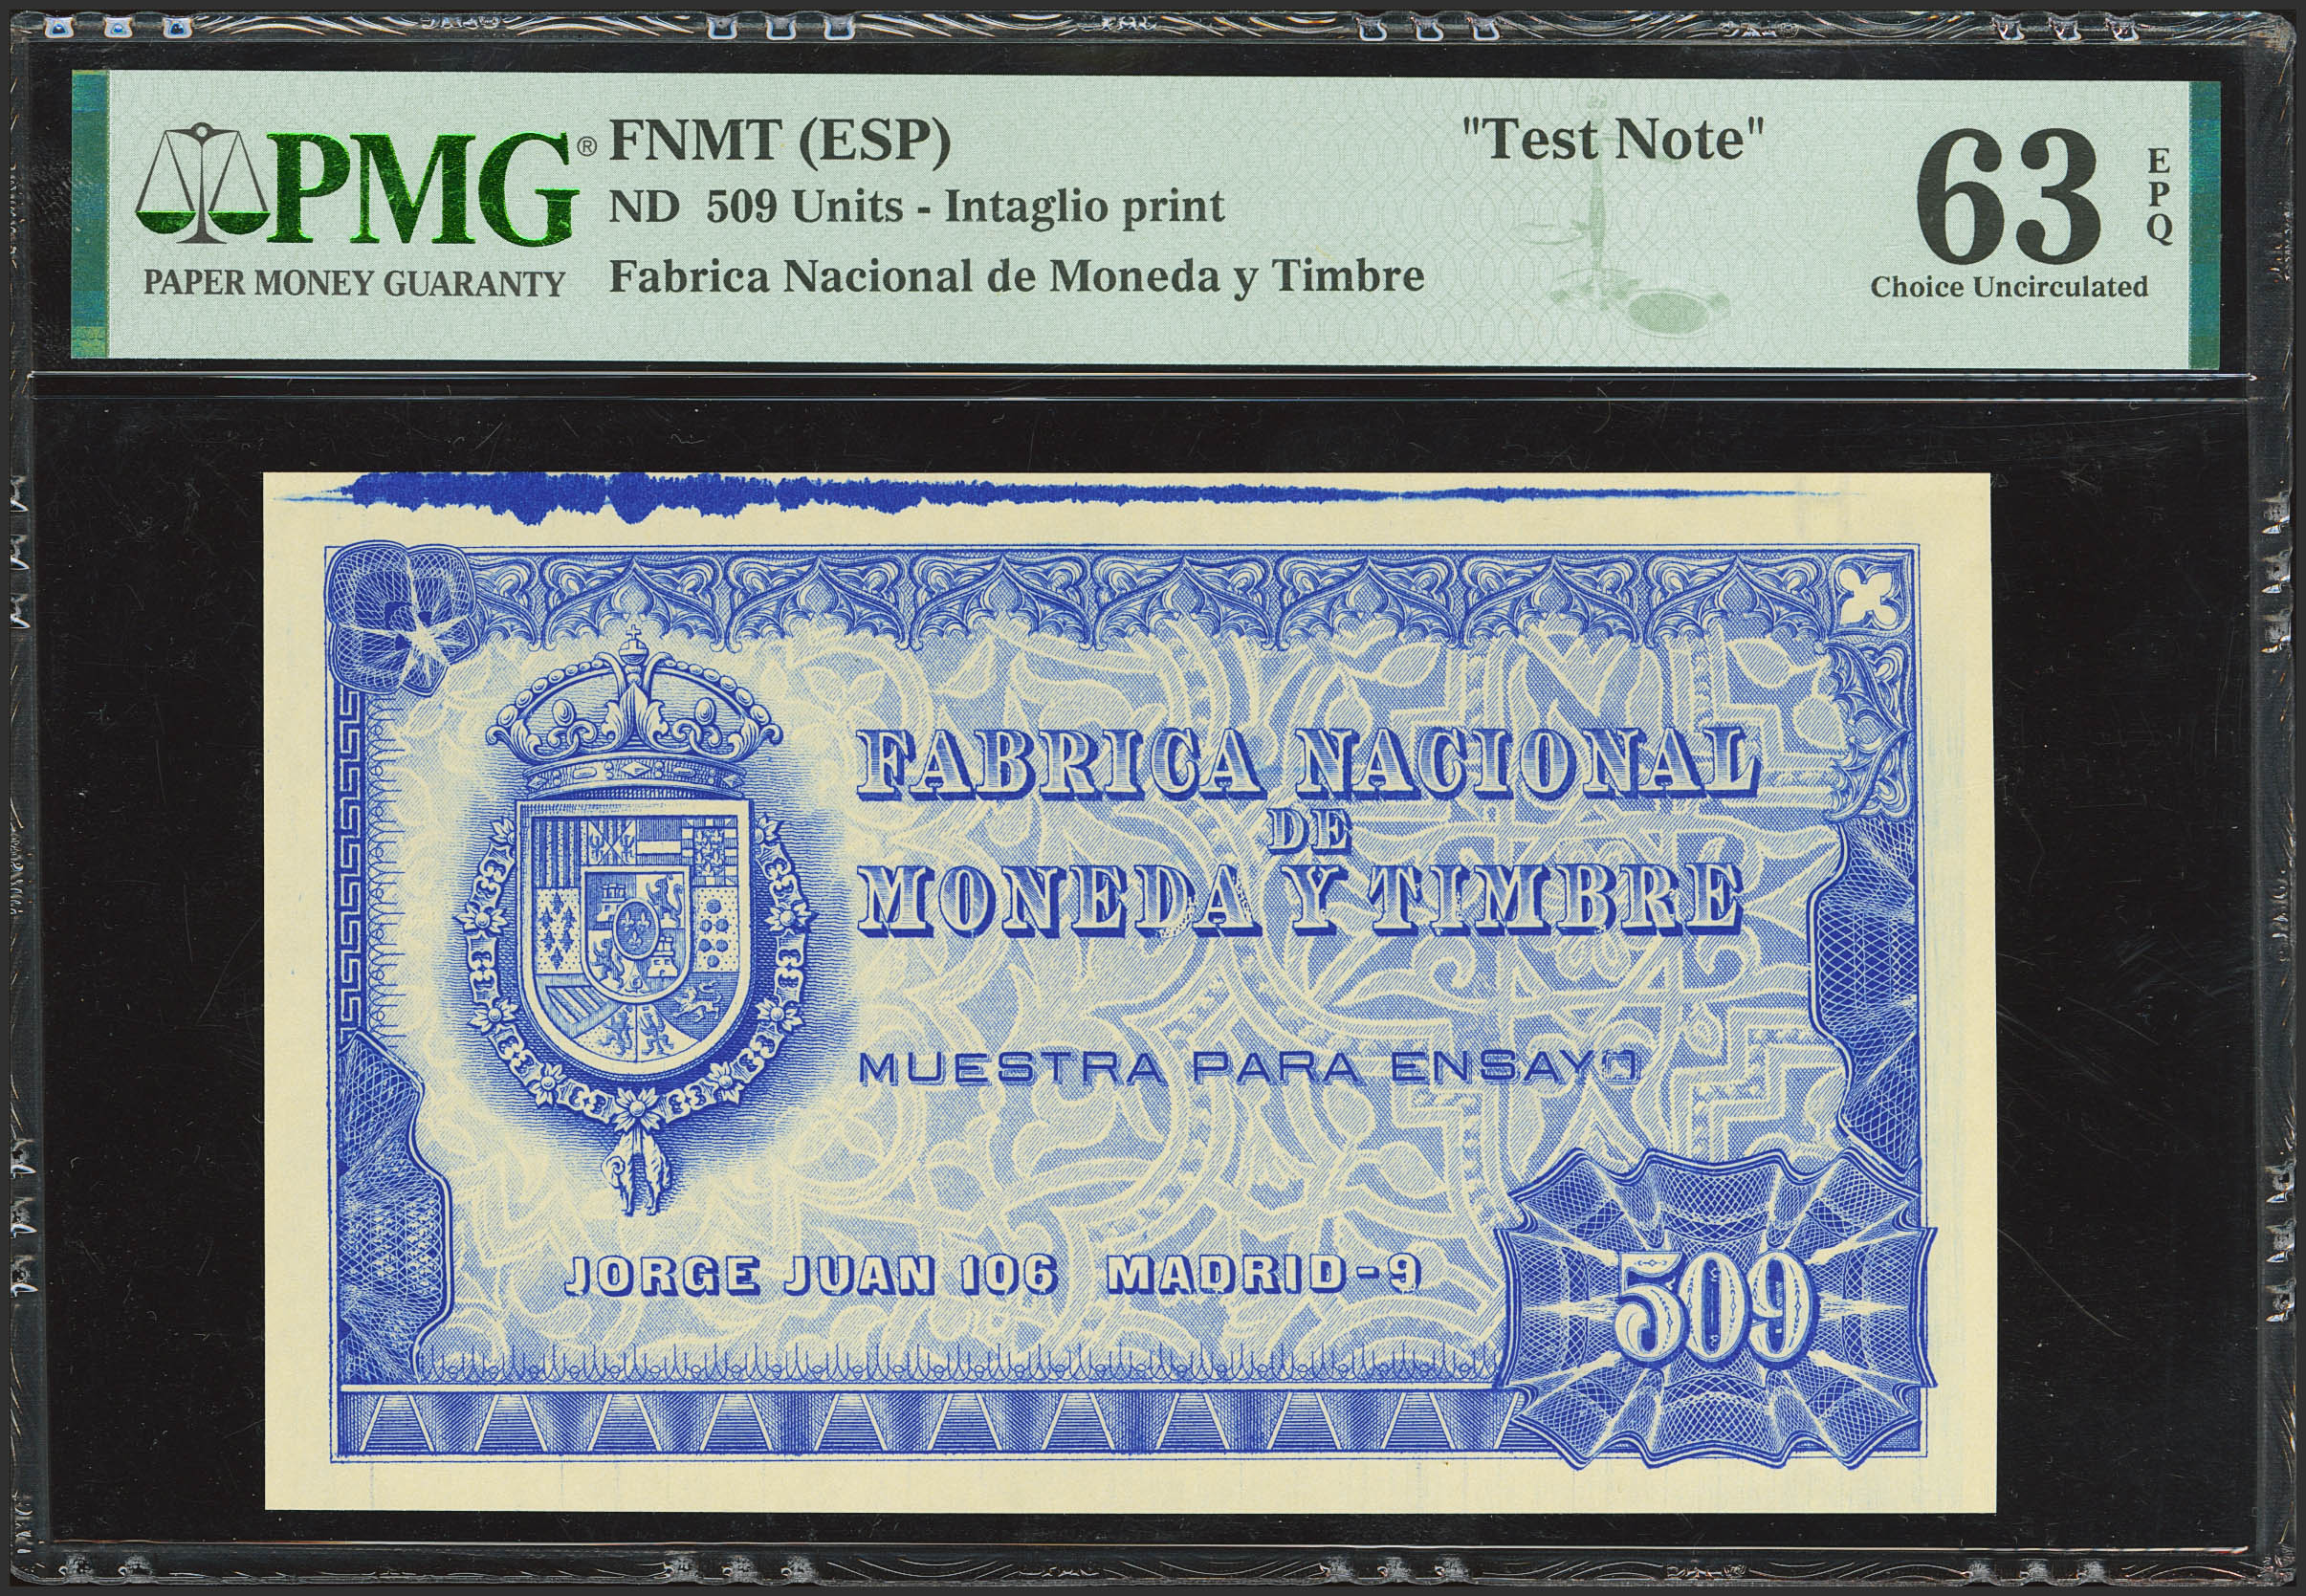 PMG®
PAPER MONEY GUARANTY
FNMT (ESP)
"Test Note"
ND 509 Units - Intaglio print
Fabrica Nacional de Moneda y Timbre
63
EPQ
Choice Uncirculated
FABRICA NACIONAL
DE
MONEDA Y TIMBRE
MUESTRA PARA ENSAYO
JORGE JUAN 106 MADRID-9
509